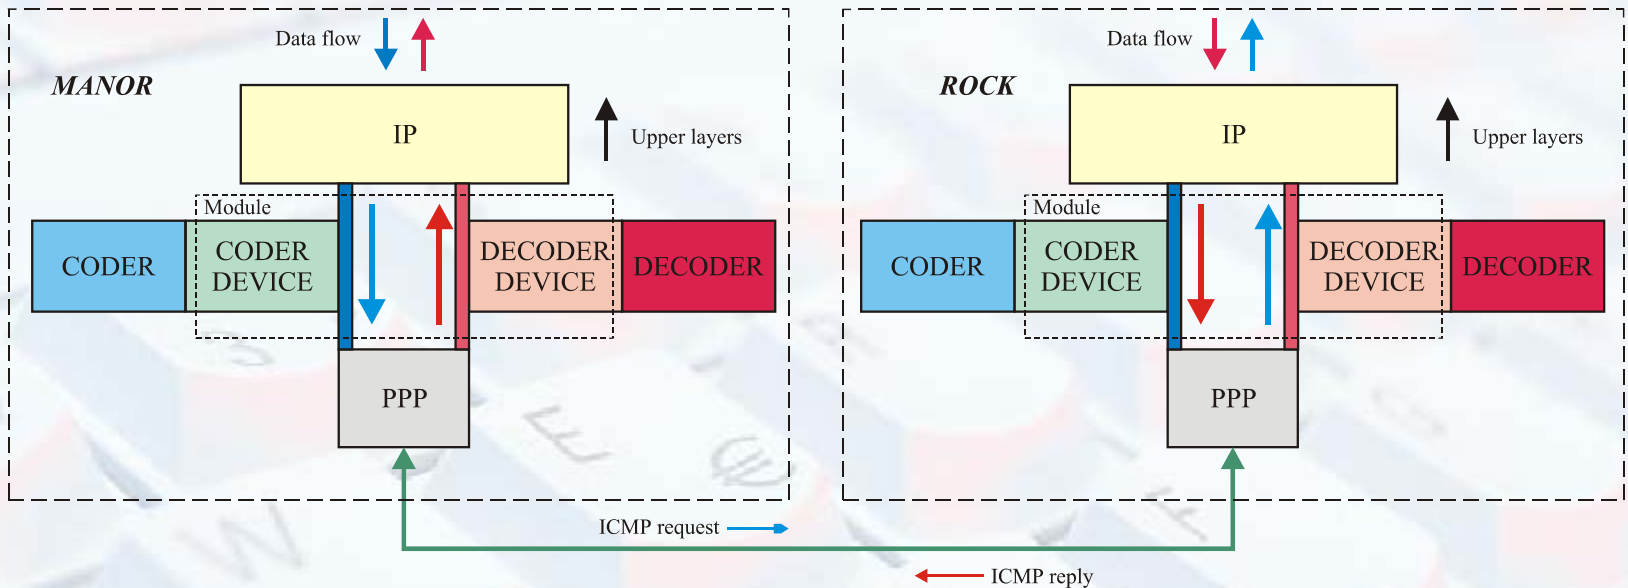 Data flow
MANOR
IP
Upper layers
Module
CODER
CODER
DEVICE
DECODER
DEVICE
DECODER
PPP
Data flow
ROCK
IP
Upper layers
Module
CODER
CODER
DEVICE
DECODER
DEVICE
DECODER
PPP
ICMP request
ICMP reply